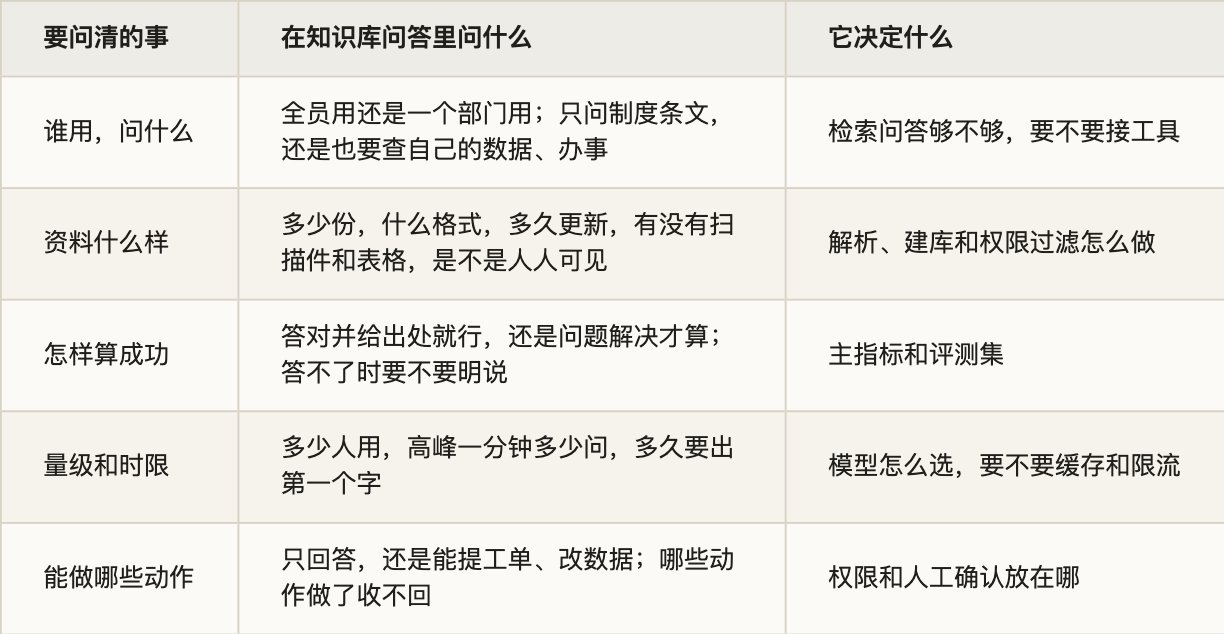 要问清的事
在知识库问答里问什么
它决定什么
谁用，问什么
全员用还是一个部门用；只问制度条文，
还是也要查自己的数据、办事
检索问答够不够，要不要接工具
资料什么样
多少份，什么格式，多久更新，有没有扫
描件和表格，是不是人人可见
解析、建库和权限过滤怎么做
怎样算成功
答对并给出处就行，还是问题解决才算；
答不了时要不要明说
主指标和评测集
量级和时限
多少人用，高峰一分钟多少问，多久要出
第一个字
模型怎么选，要不要缓存和限流
能做哪些动作
只回答，还是能提工单、改数据；哪些动
作做了收不回
权限和人工确认放在哪